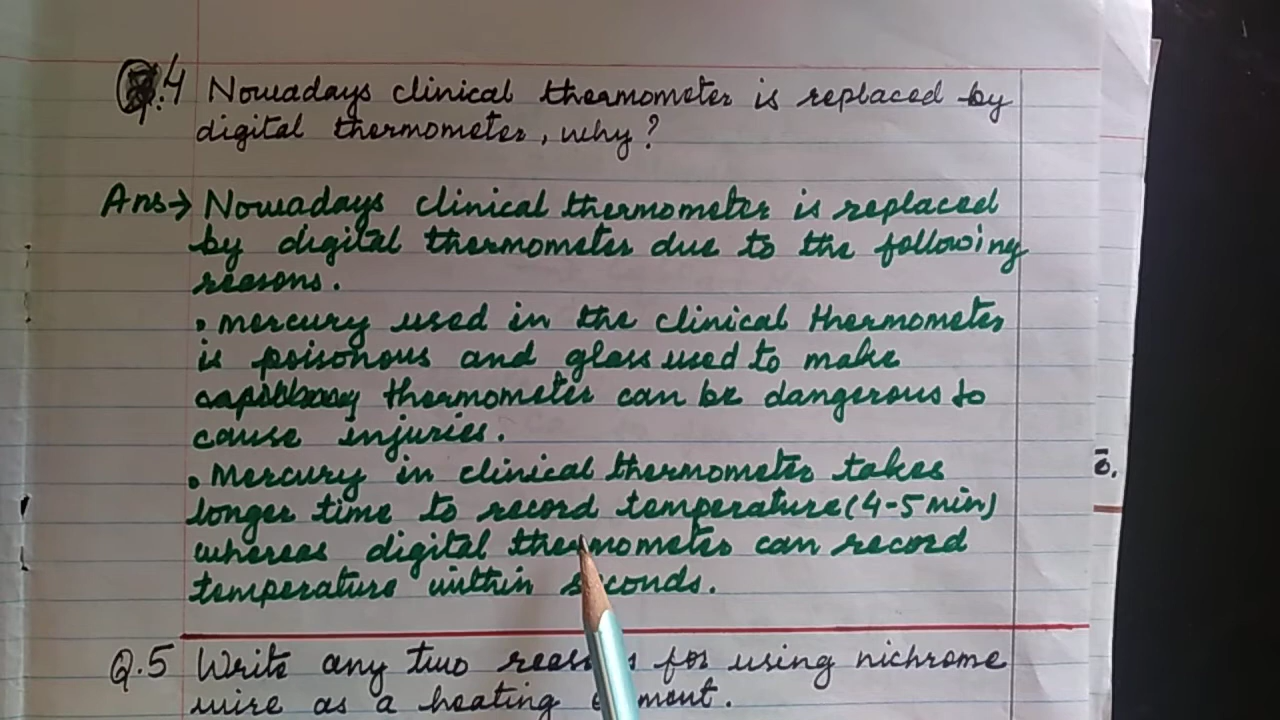 Q.4 Nowadays clinical thermometer is replaced by
digital thermometer, why?
Ans→ Nowadays clinical thermometer is replaced
by digital thermometer due to the following
reasons.
• Mercury used in the clinical thermometer
is poisonous and glass used to make
capillary thermometer can be dangerous to
cause injuries.
• Mercury in clinical thermometer takes
longer time to record temperature (4-5 min)
whereas digital thermometer can record
temperature within seconds.
Q.5 Write any two for using nichrome
wire as a heating